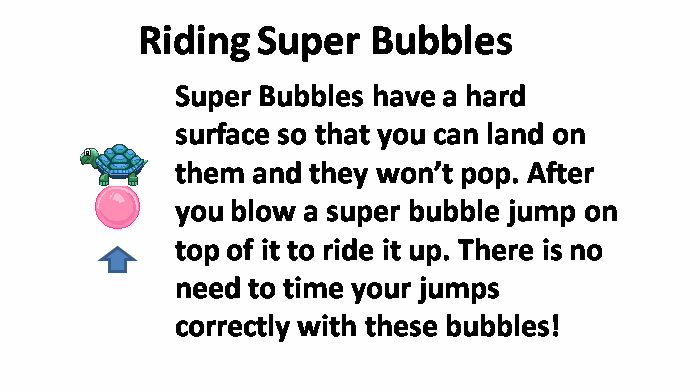 Riding Super Bubbles
Super Bubbles have a hard
surface so that you can land on
them and they won't pop. After
you blow a super bubble jump on
top of it to ride it up. There is no
need to time your jumps
correctly with these bubbles!